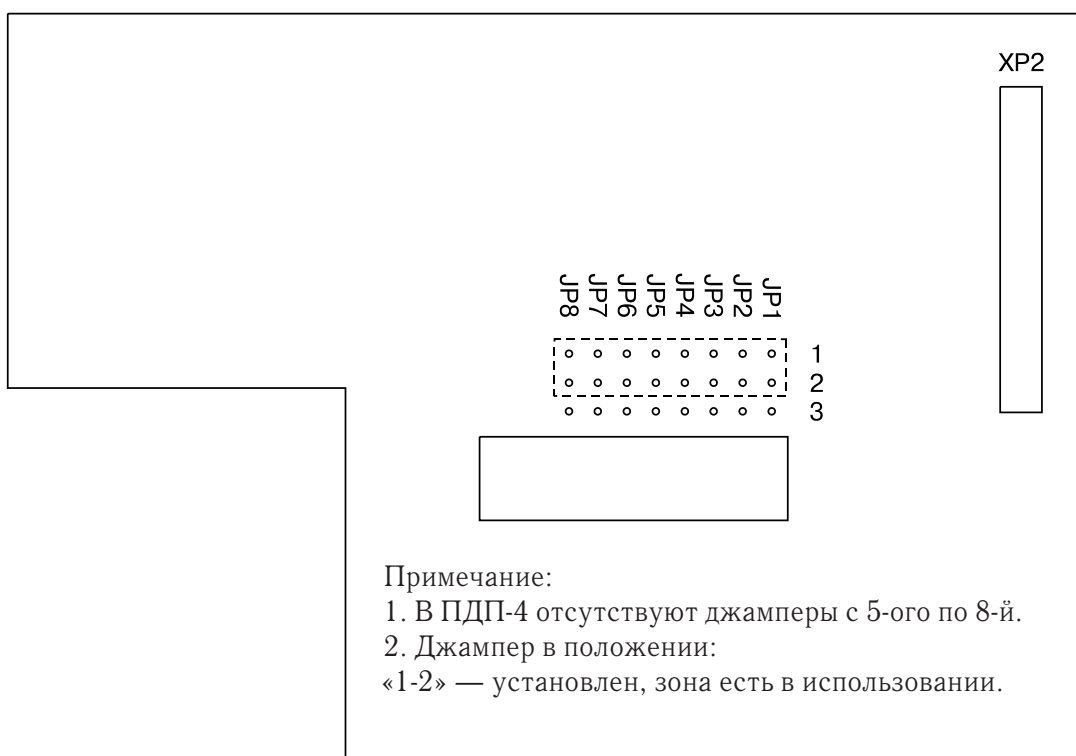 XP2
JP8 JP7 JP6 JP5 JP4 JP3 JP2 JP1
1
2
3
Примечание:
1. В ПДП-4 отсутствуют джамперы с 5-ого по 8-й.
2. Джампер в положении:
«1-2» — установлен, зона есть в использовании.